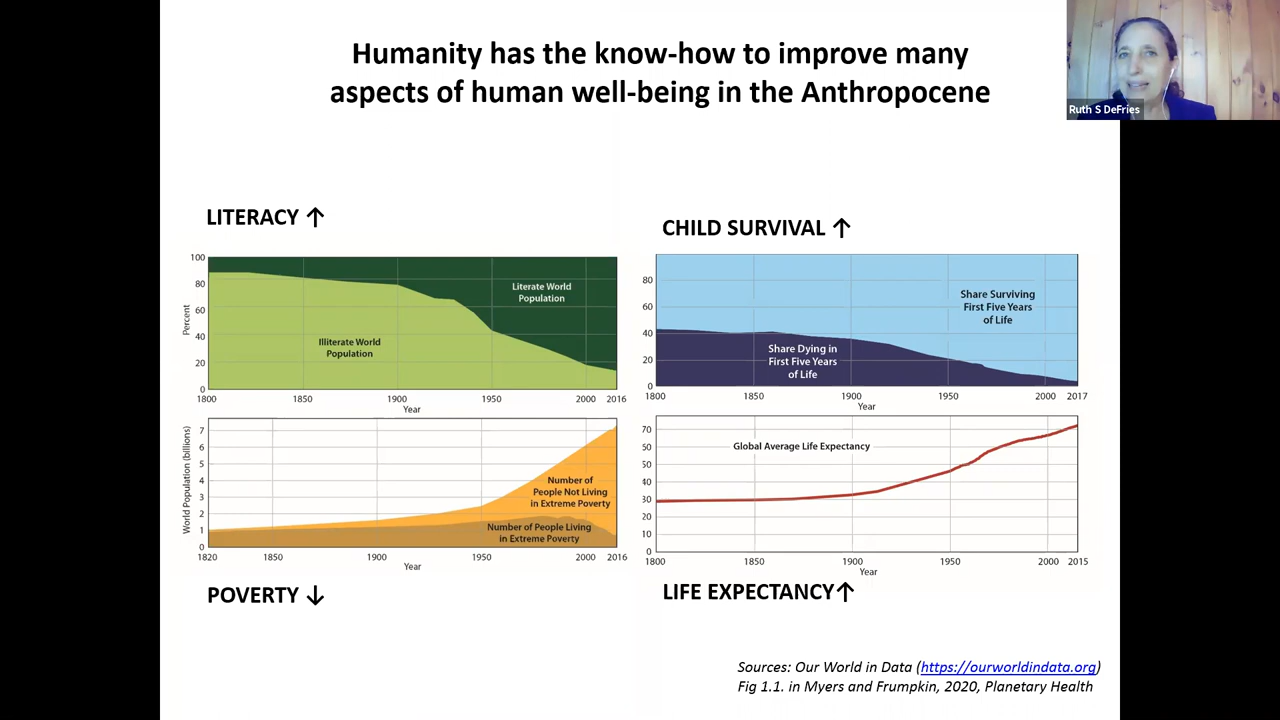 Humanity has the know-how to improve many
aspects of human well-being in the Anthropocene
Ruth S DeFries
LITERACY ↑
100
80
60
40
20
0
Percent
Literate World
Population
Illiterate World
Population
1800 1850 1900 1950 2000 2016
Year
CHILD SURVIVAL ↑
80
60
40
20
0
Share Surviving
First Five Years
of Life
Share Dying in
First Five Years
of Life
1800 1850 1900 1950 2000 2017
Year
7
6
5
4
3
2
1
0
World Population (billions)
Number of
People Not Living
in Extreme Poverty
Number of People Living
in Extreme Poverty
1820 1850 1900 1950 2000 2016
Year
POVERTY ↓
70
60
50
40
30
20
10
0
Global Average Life Expectancy
1800 1850 1900 1950 2000 2015
Year
LIFE EXPECTANCY↑
Sources: Our World in Data (https://ourworldindata.org)
Fig 1.1. in Myers and Frumpkin, 2020, Planetary Health